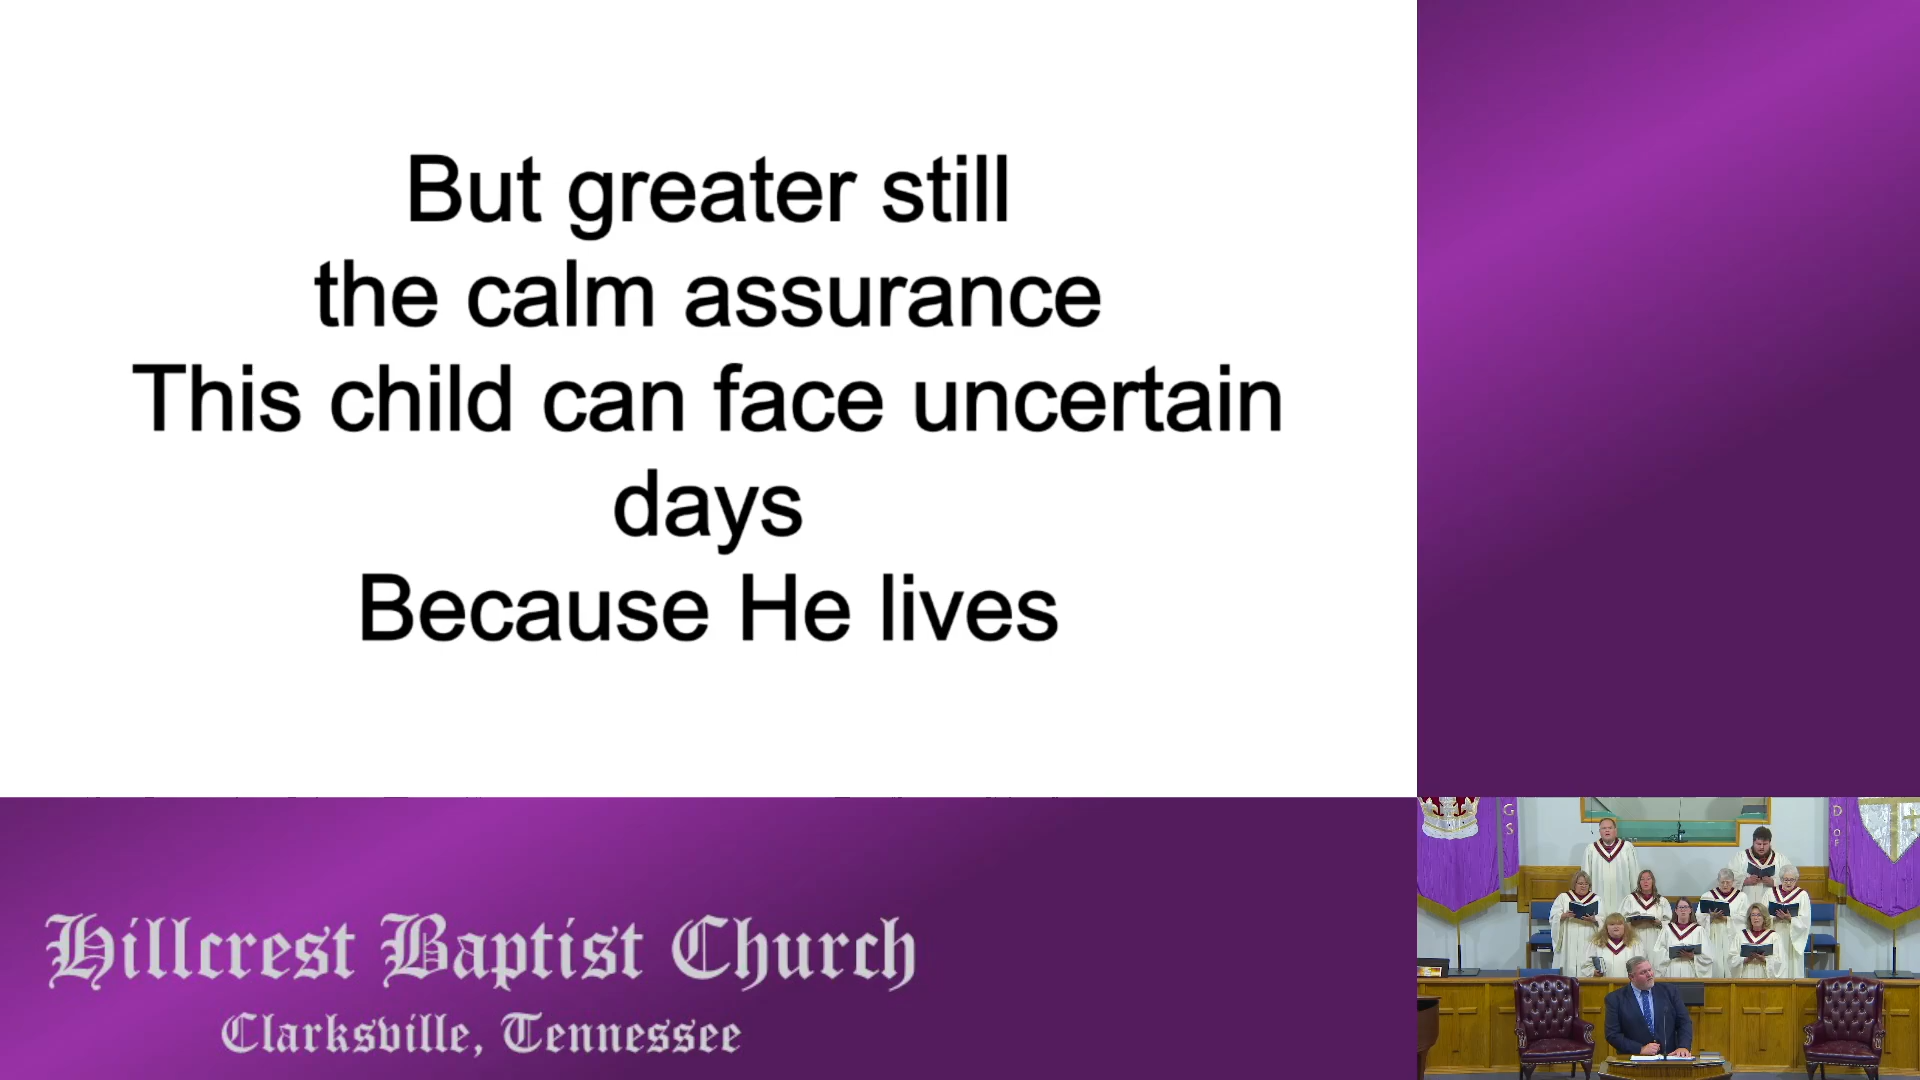 But greater still
the calm assurance
This child can face uncertain
days
Because He lives
Hillcrest Baptist Church
Clarksville, Tennessee
G
S
D
OF